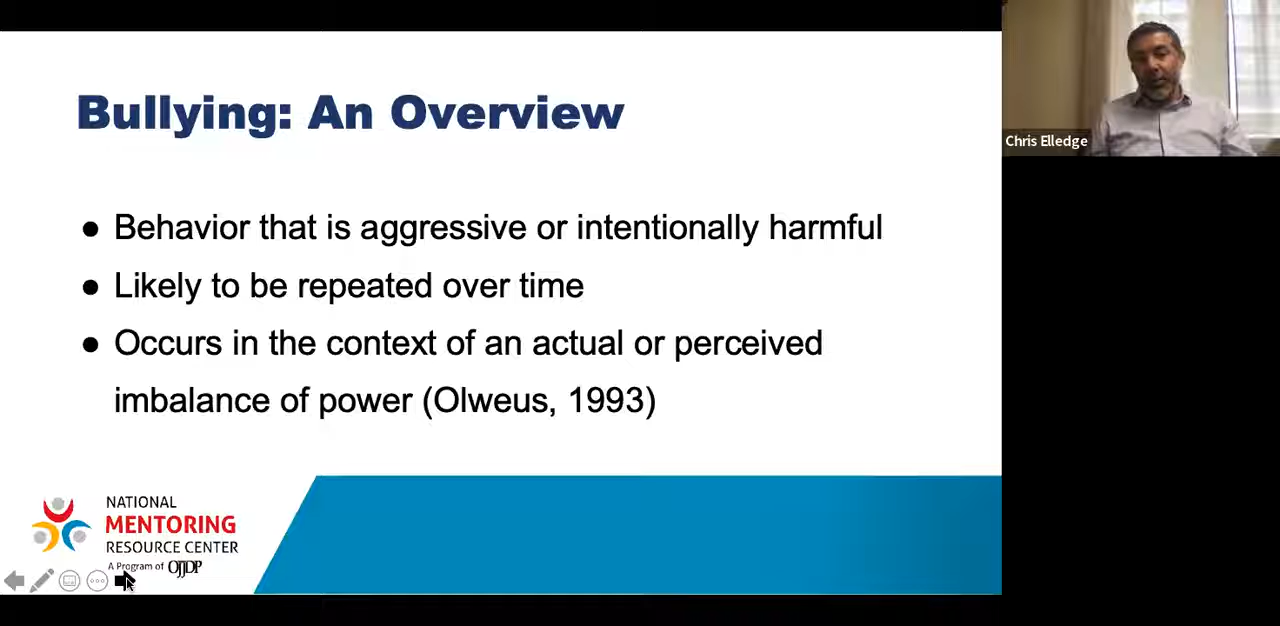 Bullying: An Overview
● Behavior that is aggressive or intentionally harmful
● Likely to be repeated over time
● Occurs in the context of an actual or perceived
imbalance of power (Olweus, 1993)
NATIONAL
MENTORING
RESOURCE CENTER
A Program of OJJDP
Chris Elledge